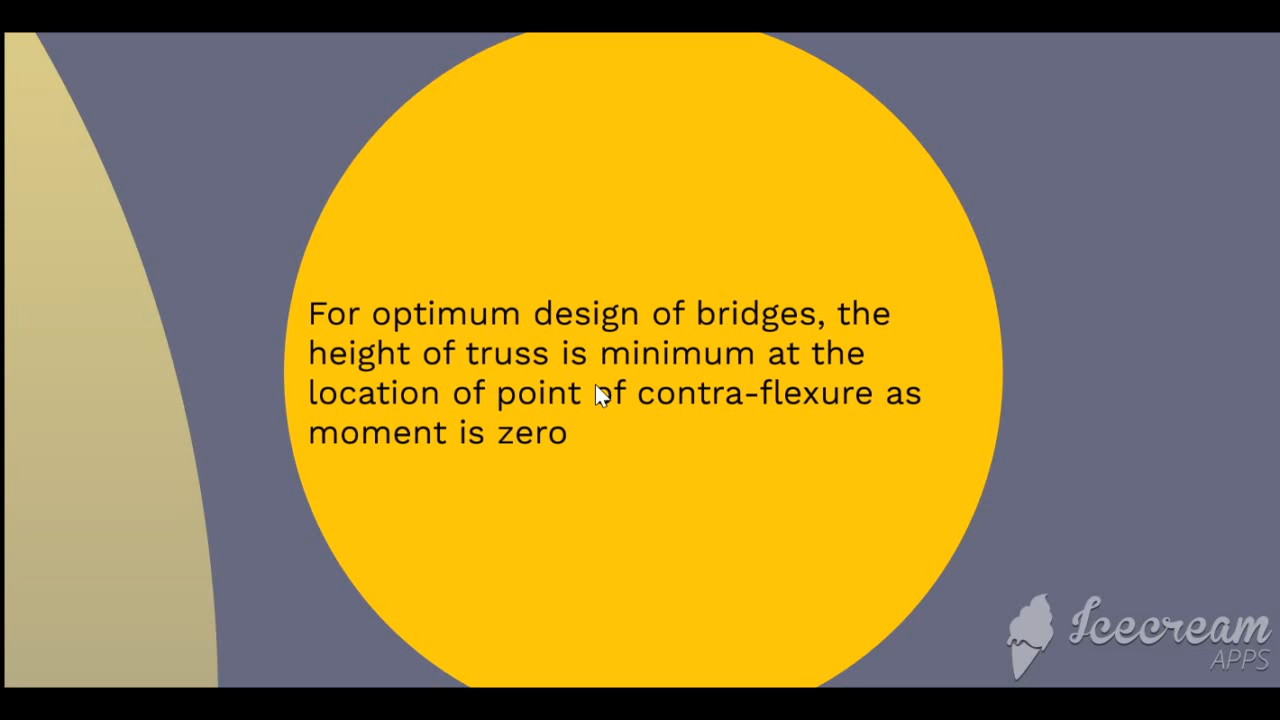 For optimum design of bridges, the
height of truss is minimum at the
location of point of contra-flexure as
moment is zero
Icecream
APPS